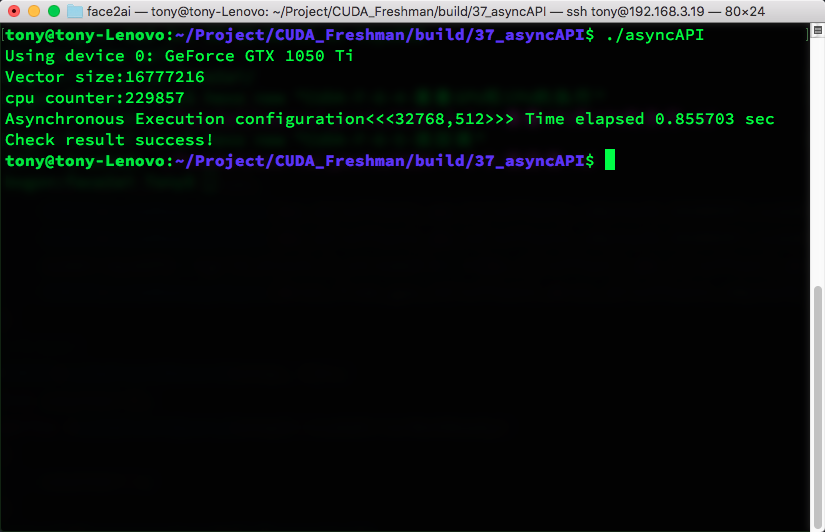 face2ai — tony@tony-Lenovo: ~/Project/CUDA_Freshman/build/37_asyncAPI — ssh tony@192.168.3.19 — 80×24
[tony@tony-Lenovo:~/Project/CUDA_Freshman/build/37_asyncAPI$ ./asyncAPI ]
Using device 0: GeForce GTX 1050 Ti
Vector size:16777216
cpu counter:229857
Asynchronous Execution configuration<<<32768,512>>> Time elapsed 0.855703 sec
Check result success!
tony@tony-Lenovo:~/Project/CUDA_Freshman/build/37_asyncAPI$